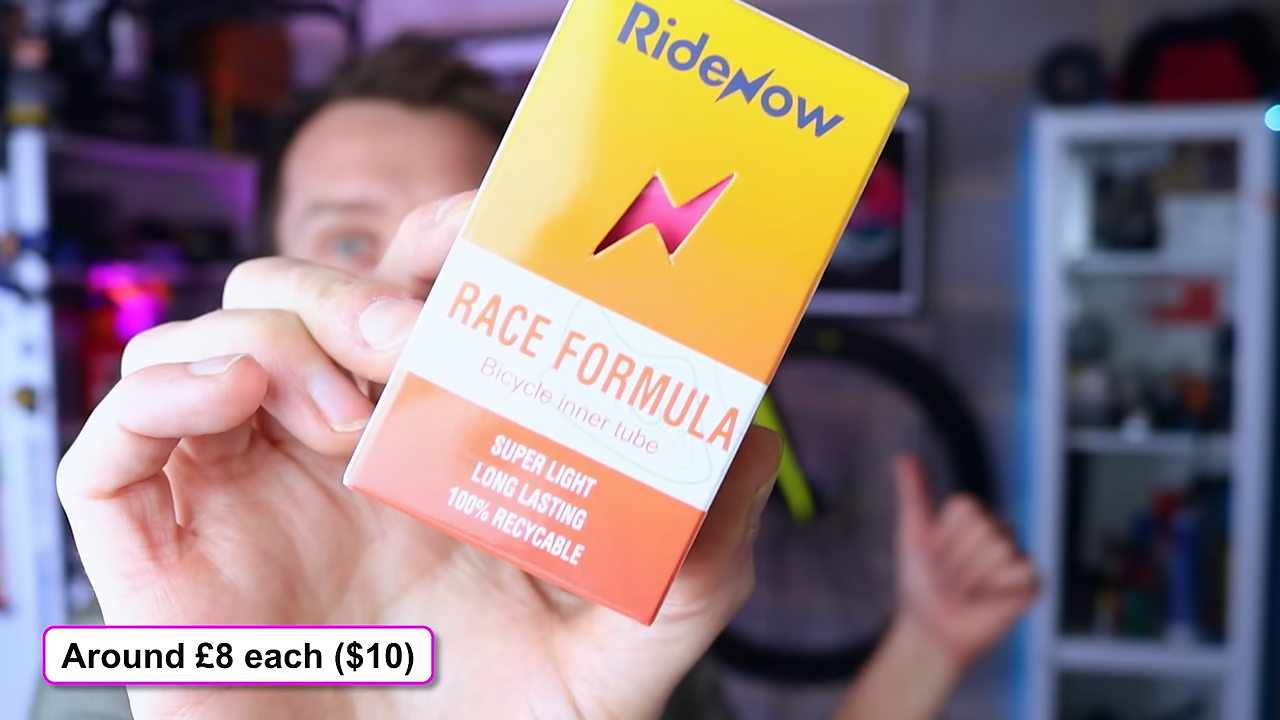 RideNow
RACE FORMULA
Bicycle inner tube
SUPER LIGHT
LONG LASTING
100% RECYCABLE
Around £8 each ($10)